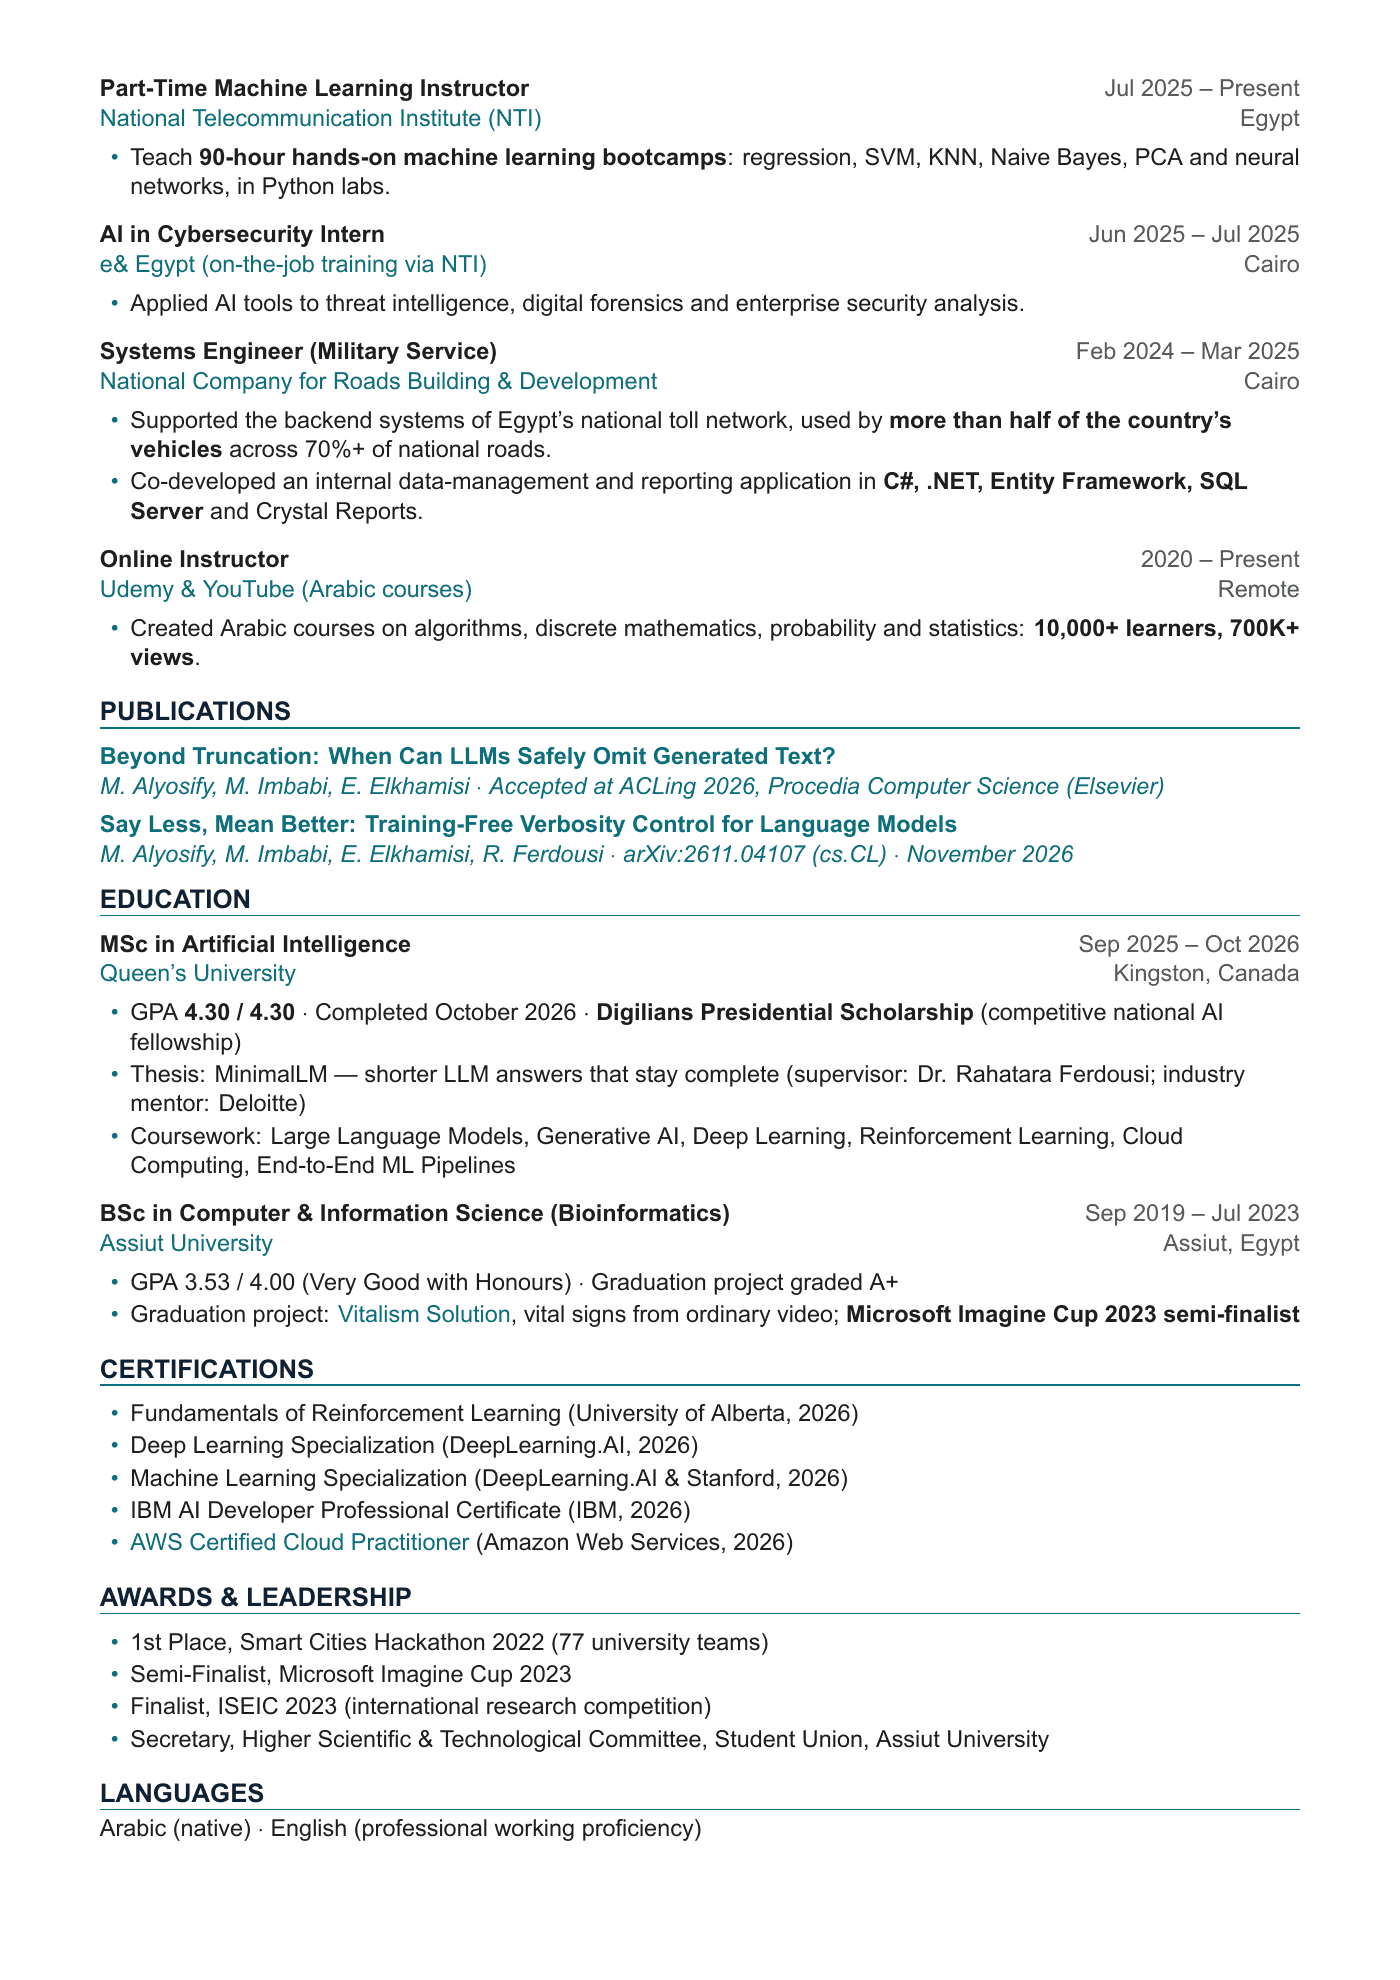 Part-Time Machine Learning Instructor Jul 2025 – Present
National Telecommunication Institute (NTI) Egypt
• Teach 90-hour hands-on machine learning bootcamps: regression, SVM, KNN, Naive Bayes, PCA and neural
networks, in Python labs.
AI in Cybersecurity Intern Jun 2025 – Jul 2025
e& Egypt (on-the-job training via NTI) Cairo
• Applied AI tools to threat intelligence, digital forensics and enterprise security analysis.
Systems Engineer (Military Service) Feb 2024 – Mar 2025
National Company for Roads Building & Development Cairo
• Supported the backend systems of Egypt’s national toll network, used by more than half of the country’s
vehicles across 70%+ of national roads.
• Co-developed an internal data-management and reporting application in C#, .NET, Entity Framework, SQL
Server and Crystal Reports.
Online Instructor 2020 – Present
Udemy & YouTube (Arabic courses) Remote
• Created Arabic courses on algorithms, discrete mathematics, probability and statistics: 10,000+ learners, 700K+
views.
PUBLICATIONS
Beyond Truncation: When Can LLMs Safely Omit Generated Text?
M. Alyosify, M. Imbabi, E. Elkhamisi · Accepted at ACLing 2026, Procedia Computer Science (Elsevier)
Say Less, Mean Better: Training-Free Verbosity Control for Language Models
M. Alyosify, M. Imbabi, E. Elkhamisi, R. Ferdousi · arXiv:2611.04107 (cs.CL) · November 2026
EDUCATION
MSc in Artificial Intelligence Sep 2025 – Oct 2026
Queen’s University Kingston, Canada
• GPA 4.30 / 4.30 · Completed October 2026 · Digilians Presidential Scholarship (competitive national AI
fellowship)
• Thesis: MinimalLM — shorter LLM answers that stay complete (supervisor: Dr. Rahatara Ferdousi; industry
mentor: Deloitte)
• Coursework: Large Language Models, Generative AI, Deep Learning, Reinforcement Learning, Cloud
Computing, End-to-End ML Pipelines
BSc in Computer & Information Science (Bioinformatics) Sep 2019 – Jul 2023
Assiut University Assiut, Egypt
• GPA 3.53 / 4.00 (Very Good with Honours) · Graduation project graded A+
• Graduation project: Vitalism Solution, vital signs from ordinary video; Microsoft Imagine Cup 2023 semi-finalist
CERTIFICATIONS
• Fundamentals of Reinforcement Learning (University of Alberta, 2026)
• Deep Learning Specialization (DeepLearning.AI, 2026)
• Machine Learning Specialization (DeepLearning.AI & Stanford, 2026)
• IBM AI Developer Professional Certificate (IBM, 2026)
• AWS Certified Cloud Practitioner (Amazon Web Services, 2026)
AWARDS & LEADERSHIP
• 1st Place, Smart Cities Hackathon 2022 (77 university teams)
• Semi-Finalist, Microsoft Imagine Cup 2023
• Finalist, ISEIC 2023 (international research competition)
• Secretary, Higher Scientific & Technological Committee, Student Union, Assiut University
LANGUAGES
Arabic (native) · English (professional working proficiency)